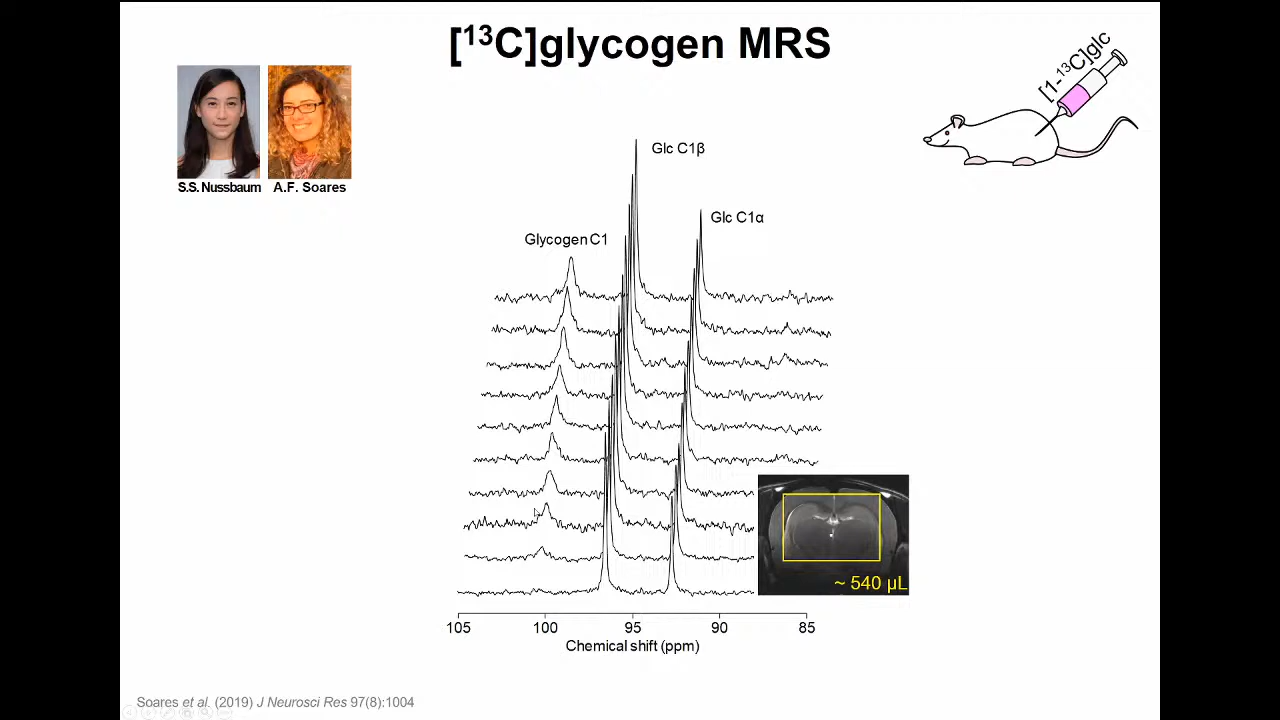 [¹³C]glycogen MRS
[1-¹³C]glc
S.S. Nussbaum
A.F. Soares
Glc C1β
Glc C1α
Glycogen C1
~ 540 µL
105 100 95 90 85
Chemical shift (ppm)
Soares et al. (2019) J Neurosci Res 97(8):1004